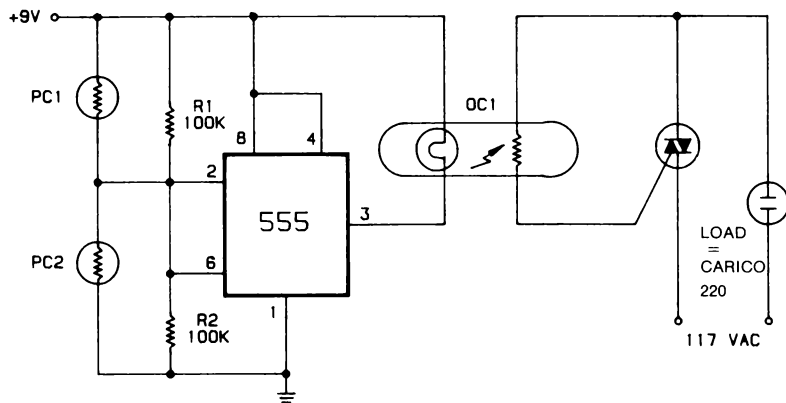 +9V
PC1
R1
100K
OC1
8
4
2
555
3
6
PC2
1
R2
100K
LOAD
=
CARICO
220
117 VAC